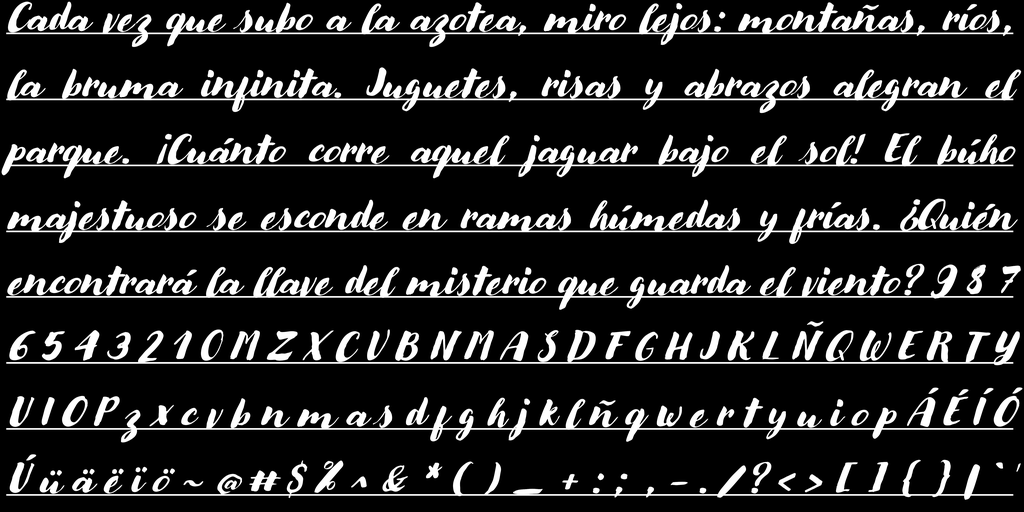 Cada vez que subo a la azotea, miro lejos: montañas, ríos,
la bruma infinita. Juguetes, risas y abrazos alegran el
parque. ¡Cuánto corre aquel jaguar bajo el sol! El búho
majestuoso se esconde en ramas húmedas y frías. ¿Quién
encontrará la llave del misterio que guarda el viento? 9 8 7
6 5 4 3 2 1 0 M Z X C V B N M A S D F G H J K L Ñ Q W E R T Y
U I O P z x c v b n m a s d f g h j k l ñ q w e r t y u i o p Á É Í Ó
Ú ü ä ë ï ö ~ @ # $ % ^ & * ( ) _ + : ; , - . / ? < > [ ] { } | ` '